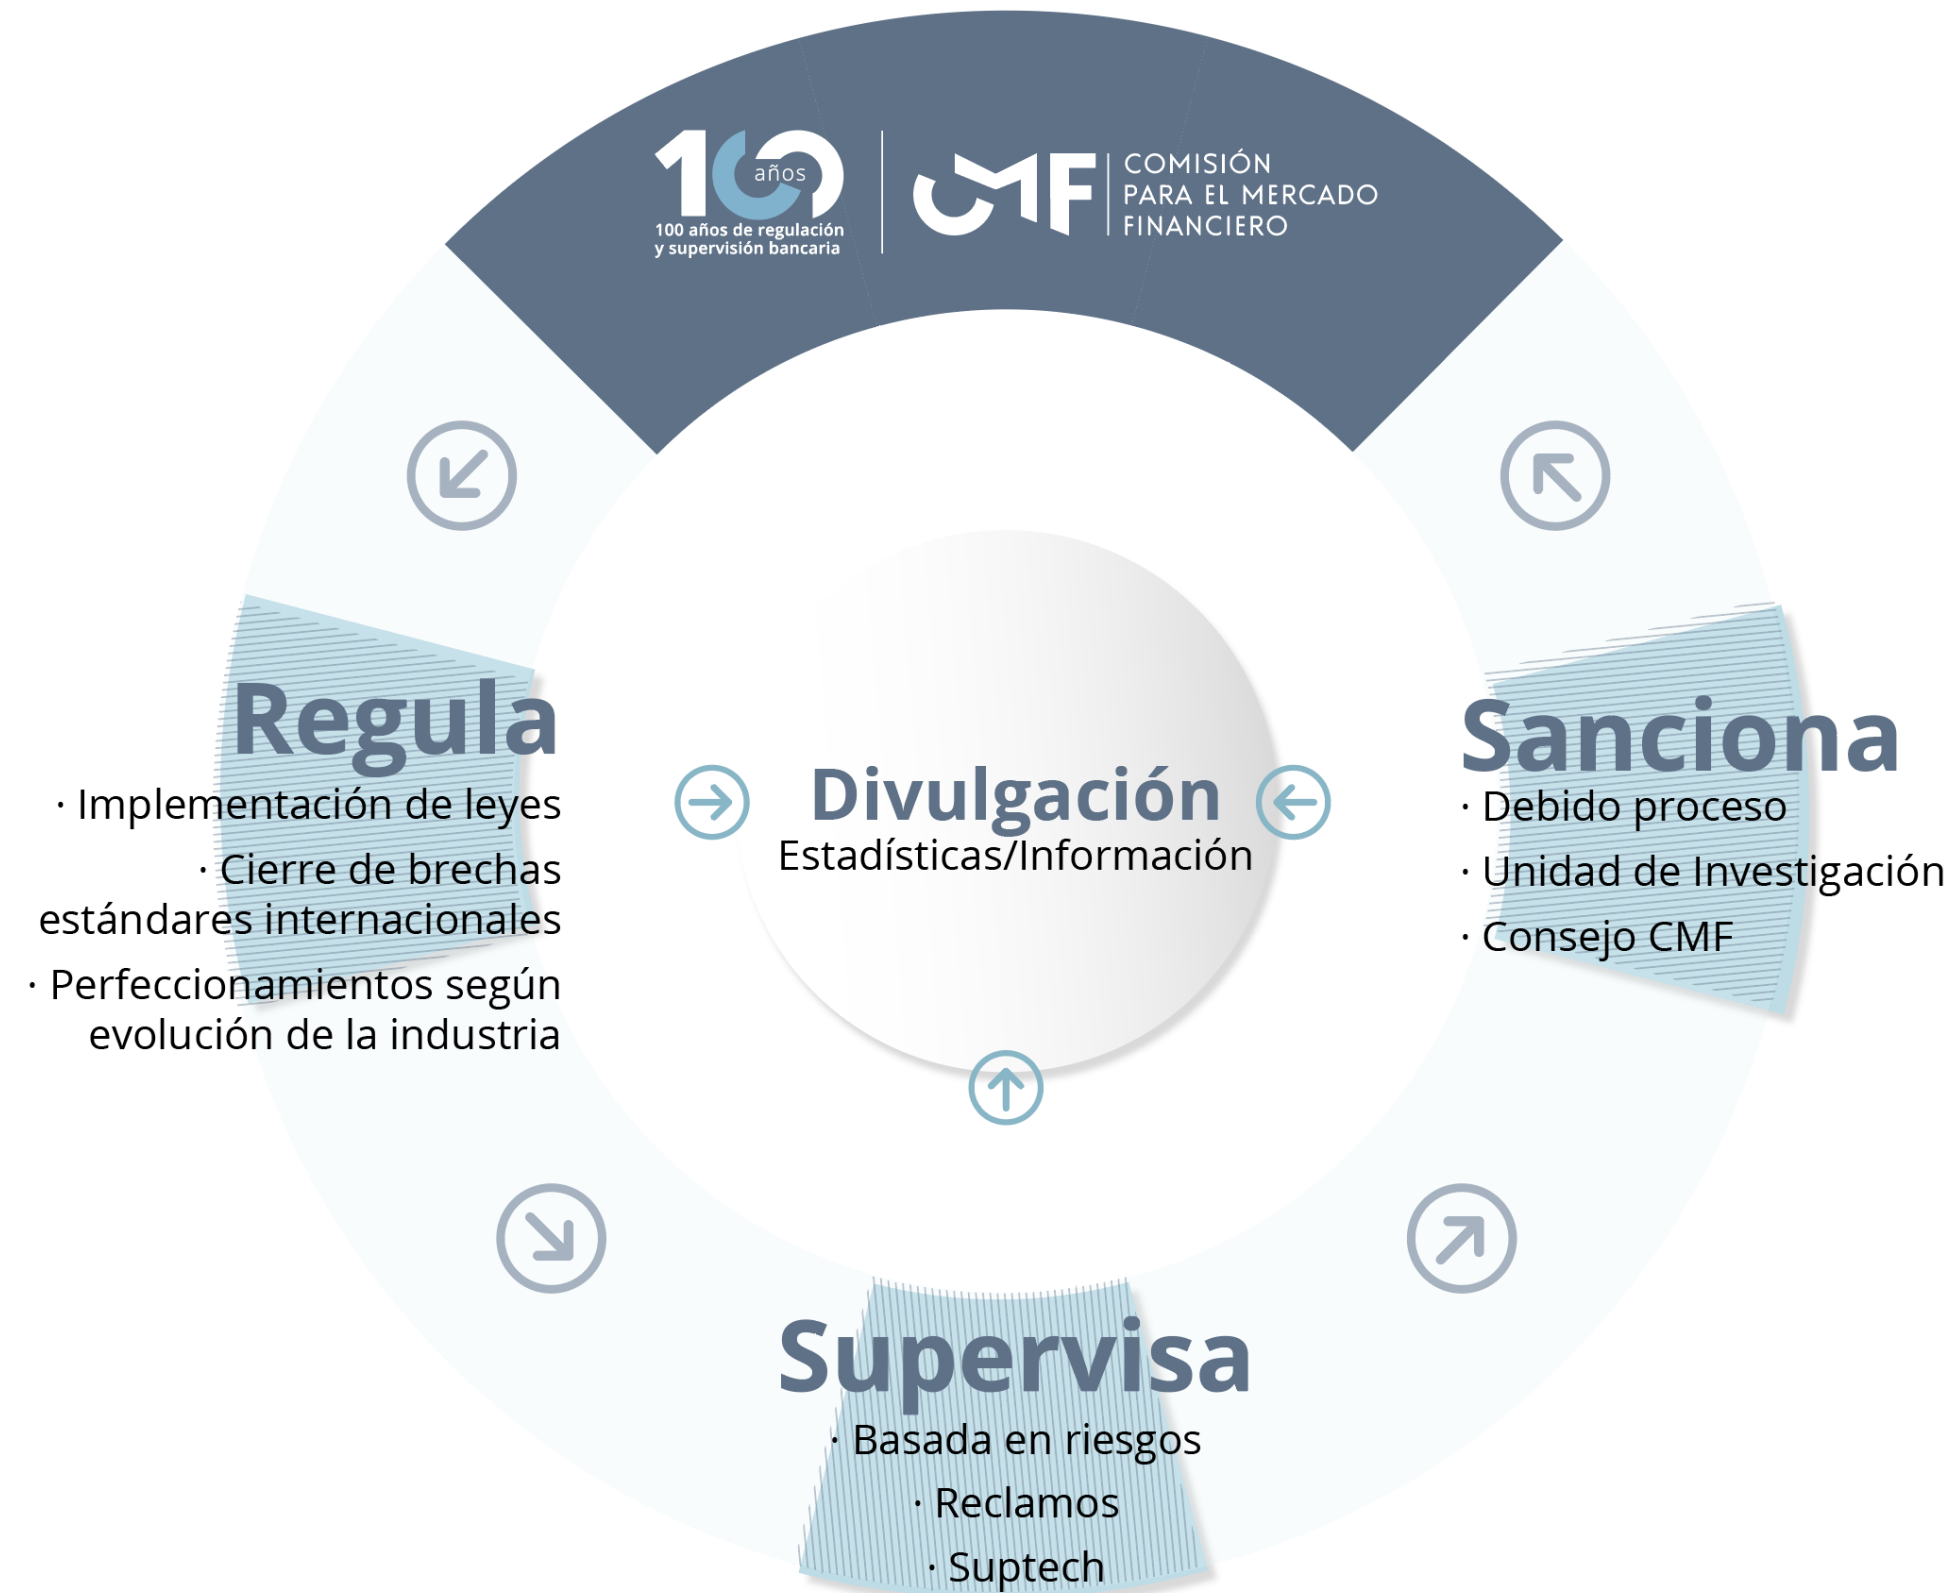 100
años
100 años de regulación
y supervisión bancaria
CMF
COMISIÓN
PARA EL MERCADO
FINANCIERO
Regula
· Implementación de leyes
· Cierre de brechas
estándares internacionales
· Perfeccionamientos según
evolución de la industria
Divulgación
Estadísticas/Información
Sanciona
· Debido proceso
· Unidad de Investigación
· Consejo CMF
Supervisa
· Basada en riesgos
· Reclamos
· Suptech